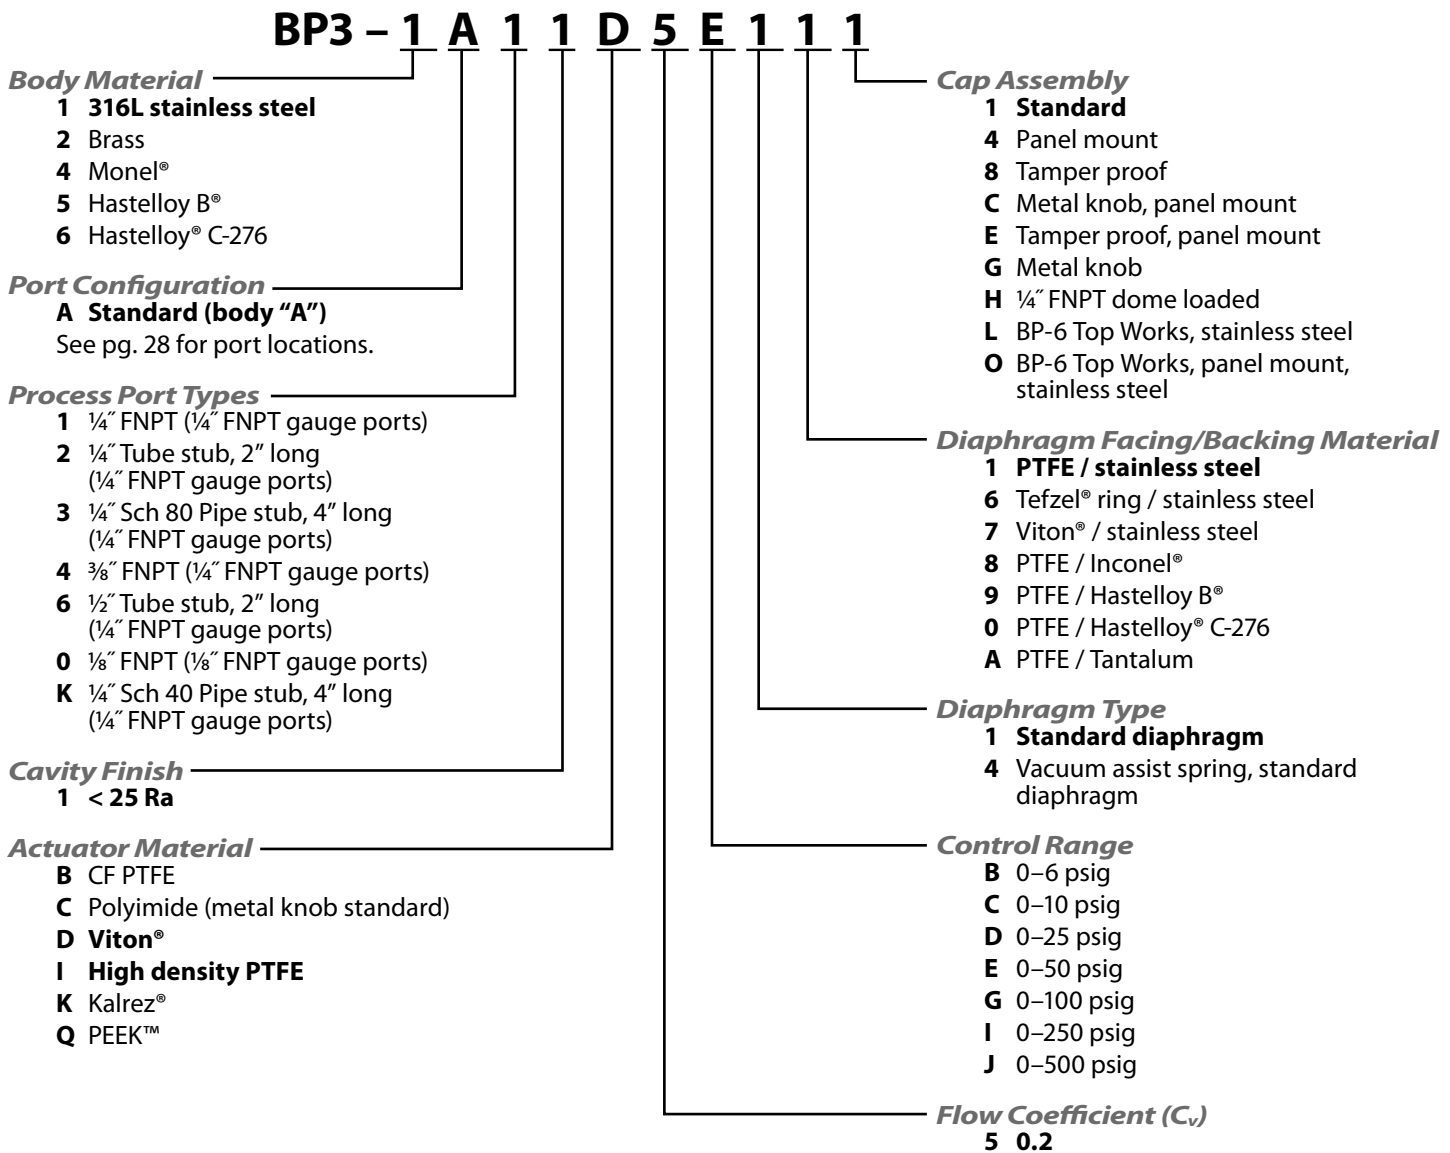 BP3 – 1 A 1 1 D 5 E 1 1 1
Body Material
1 316L stainless steel
2 Brass
4 Monel®
5 Hastelloy B®
6 Hastelloy® C-276
Port Configuration
A Standard (body “A”)
See pg. 28 for port locations.
Process Port Types
1 ¼˝ FNPT (¼˝ FNPT gauge ports)
2 ¼˝ Tube stub, 2” long
(¼˝ FNPT gauge ports)
3 ¼˝ Sch 80 Pipe stub, 4” long
(¼˝ FNPT gauge ports)
4 ⅜˝ FNPT (¼˝ FNPT gauge ports)
6 ½˝ Tube stub, 2” long
(¼˝ FNPT gauge ports)
0 ⅛˝ FNPT (⅛˝ FNPT gauge ports)
K ¼˝ Sch 40 Pipe stub, 4” long
(¼˝ FNPT gauge ports)
Cavity Finish
1 < 25 Ra
Actuator Material
B CF PTFE
C Polyimide (metal knob standard)
D Viton®
I High density PTFE
K Kalrez®
Q PEEK™
Cap Assembly
1 Standard
4 Panel mount
8 Tamper proof
C Metal knob, panel mount
E Tamper proof, panel mount
G Metal knob
H ¼˝ FNPT dome loaded
L BP-6 Top Works, stainless steel
O BP-6 Top Works, panel mount,
stainless steel
Diaphragm Facing/Backing Material
1 PTFE / stainless steel
6 Tefzel® ring / stainless steel
7 Viton® / stainless steel
8 PTFE / Inconel®
9 PTFE / Hastelloy B®
0 PTFE / Hastelloy® C-276
A PTFE / Tantalum
Diaphragm Type
1 Standard diaphragm
4 Vacuum assist spring, standard
diaphragm
Control Range
B 0–6 psig
C 0–10 psig
D 0–25 psig
E 0–50 psig
G 0–100 psig
I 0–250 psig
J 0–500 psig
Flow Coefficient (Cv)
5 0.2